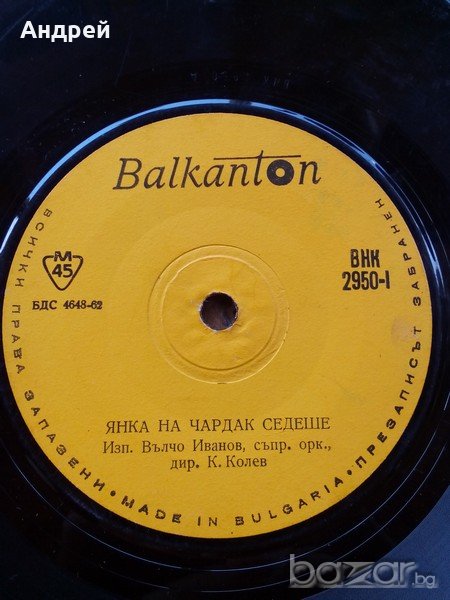 Андрей
Balkanton
М
45
БДС 4648-62
ВНК
2950-I
ЯНКА НА ЧАРДАК СЕДЕШЕ
Изп. Вълчо Иванов, съпр. орк.,
дир. К. Колев
ВСИЧКИ ПРАВА ЗАПАЗЕНИ • MADE IN BULGARIA • ПРЕЗАПИСЪТ ЗАБРАНЕН
bazar.bg